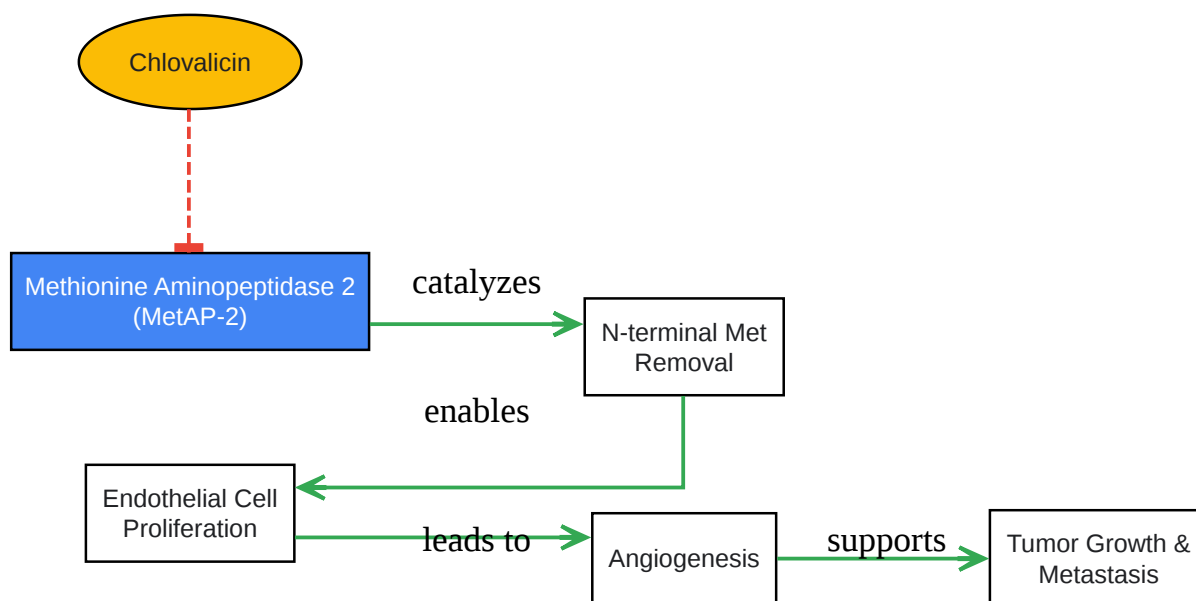 Chlovalicin
Methionine Aminopeptidase 2
(MetAP-2)
catalyzes
N-terminal Met
Removal
enables
Endothelial Cell
Proliferation
leads to
Angiogenesis
supports
Tumor Growth &
Metastasis